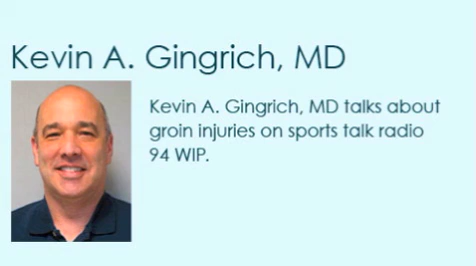 Kevin A. Gingrich, MD
Kevin A. Gingrich, MD talks about
groin injuries on sports talk radio
94 WIP.